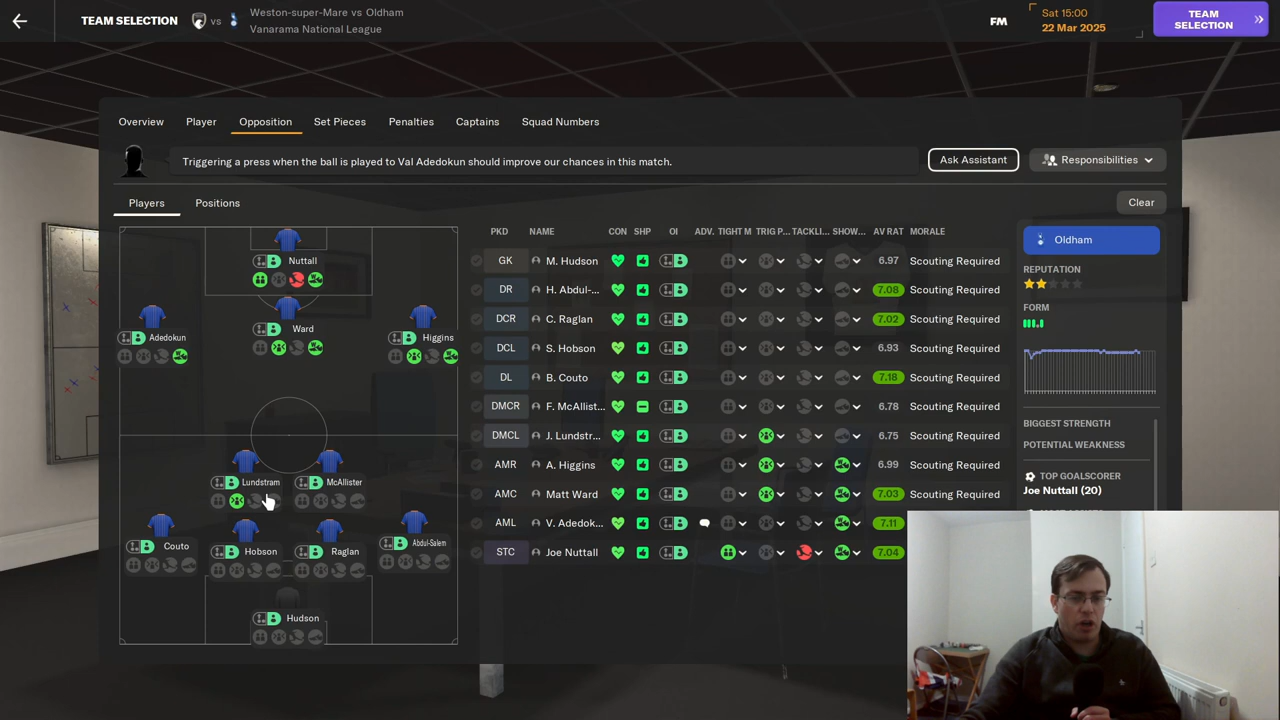 TEAM SELECTION
vs
Weston-super-Mare vs Oldham
Vanarama National League
FM
Sat 15:00
22 Mar 2025
TEAM
SELECTION
Overview
Player
Opposition
Set Pieces
Penalties
Captains
Squad Numbers
Triggering a press when the ball is played to Val Adedokun should improve our chances in this match.
Ask Assistant
Responsibilities
Players
Positions
Clear
Nuttall
Adedokun
Ward
Higgins
Lundstram
McAllister
Couto
Hobson
Raglan
Abdul-Salem
Hudson
PKD NAME CON SHP OI ADV. TIGHT M TRIG P... TACKLI... SHOW... AV RAT MORALE
GK M. Hudson 6.97 Scouting Required
DR H. Abdul-... 7.08 Scouting Required
DCR C. Raglan 7.02 Scouting Required
DCL S. Hobson 6.93 Scouting Required
DL B. Couto 7.18 Scouting Required
DMCR F. McAllist... 6.78 Scouting Required
DMCL J. Lundstr... 6.75 Scouting Required
AMR A. Higgins 6.99 Scouting Required
AMC Matt Ward 7.03 Scouting Required
AML V. Adedok... 7.11
STC Joe Nuttall 7.04
Oldham
REPUTATION
FORM
BIGGEST STRENGTH
POTENTIAL WEAKNESS
TOP GOALSCORER
Joe Nuttall (20)